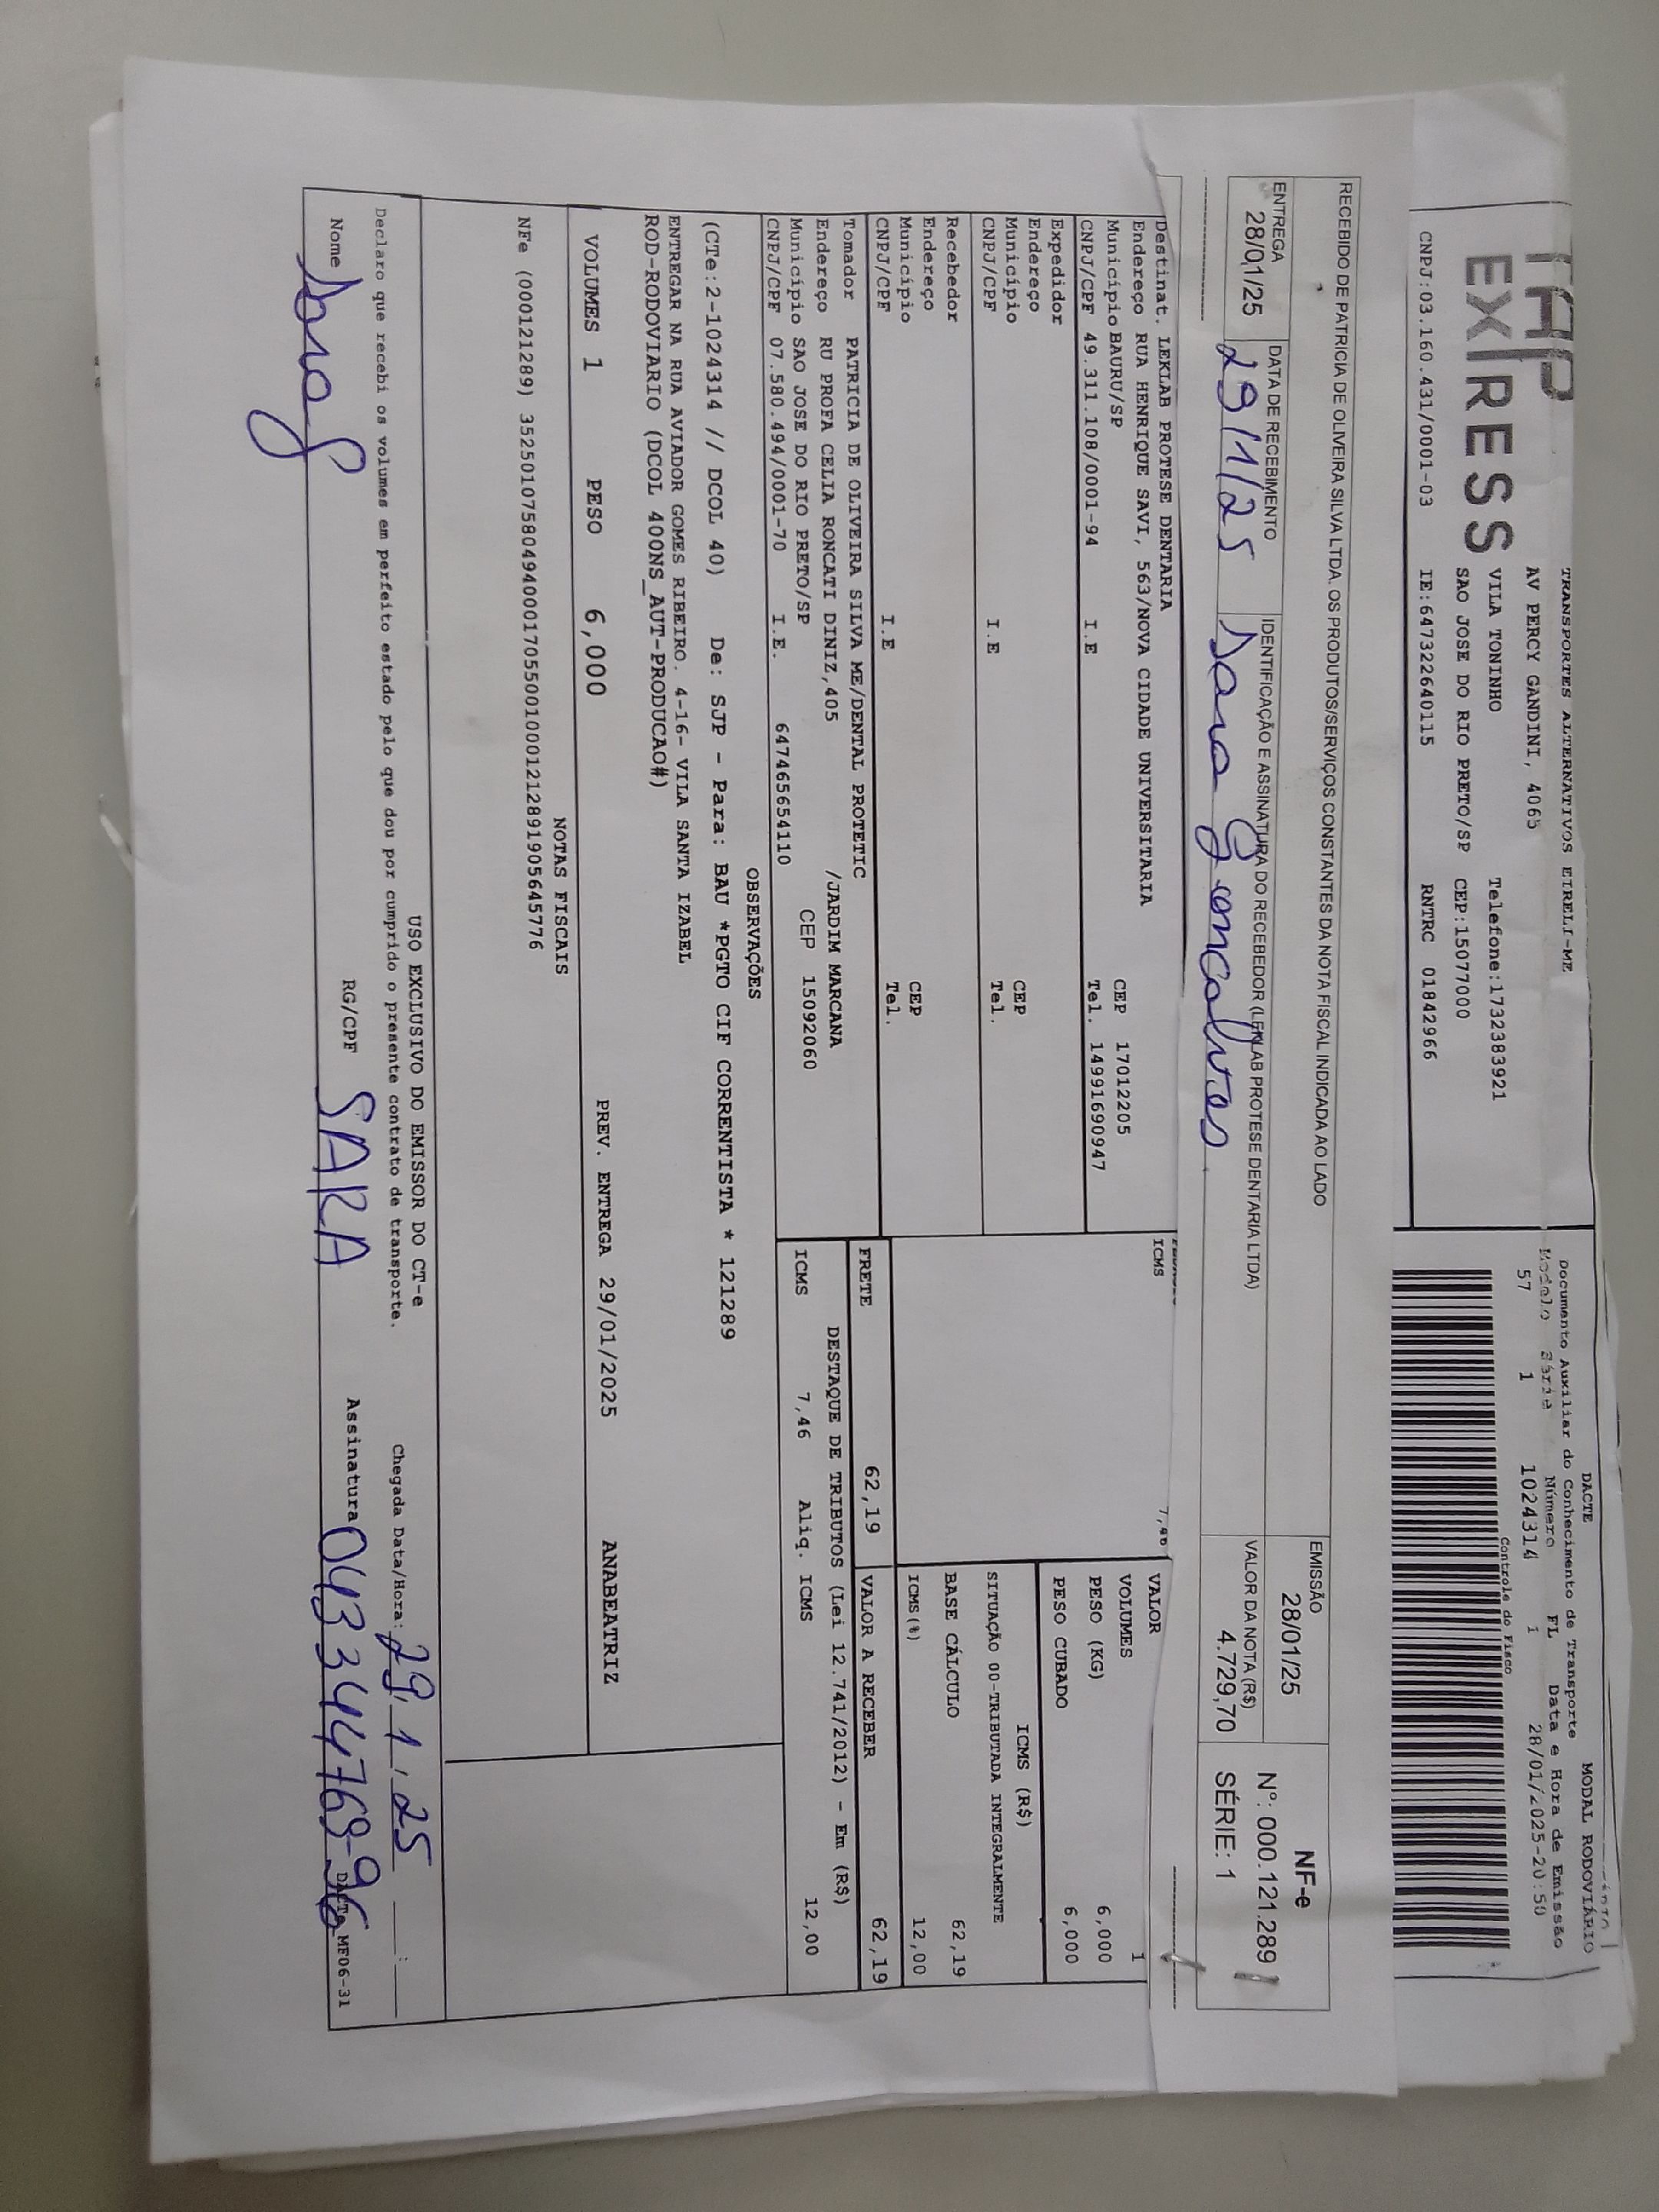 TRANSPORTES ALTERNATIVOS EIRELI-ME
EXPRESS
AV PERCY GANDINI, 4065
VILA TONINHO Telefone:1732383921
SAO JOSE DO RIO PRETO/SP CEP:15077000
CNPJ:03.160.431/0001-03 IE:647322640115 RNTRC 01842966
DACTE MODAL RODOVIÁRIO
Documento Auxiliar do Conhecimento de Transporte
Modelo Série Número FL Data e Hora de Emissão
57 1 1024314 1 28/01/2025-20:50
Controle do Fisco
RECEBIDO DE PATRICIA DE OLIVEIRA SILVA LTDA. OS PRODUTOS/SERVIÇOS CONSTANTES DA NOTA FISCAL INDICADA AO LADO
EMISSÃO
28/01/25
NF-e
Nº: 000.121.289
SÉRIE: 1
ENTREGA
28/01/25
DATA DE RECEBIMENTO
29/1/25
IDENTIFICAÇÃO E ASSINATURA DO RECEBEDOR (LEKLAB PROTESE DENTARIA LTDA)
VALOR DA NOTA (R$)
4.729,70
Destinat. LEKLAB PROTESE DENTARIA
Endereço RUA HENRIQUE SAVI, 563/NOVA CIDADE UNIVERSITARIA
Município BAURU/SP CEP 17012205
CNPJ/CPF 49.311.108/0001-94 I.E Tel. 14991690947
Expedidor
Endereço
Município CEP
CNPJ/CPF I.E Tel.
Recebedor
Endereço
Município CEP
CNPJ/CPF I.E Tel.
Tomador PATRICIA DE OLIVEIRA SILVA ME/DENTAL PROTETIC
Endereço RU PROFA CELIA RONCATI DINIZ,405 /JARDIM MARCANA
Município SAO JOSE DO RIO PRETO/SP CEP 15092060
CNPJ/CPF 07.580.494/0001-70 I.E. 647465654110
ICMS 7,46
VALOR
VOLUMES 1
PESO (KG) 6,000
PESO CUBADO 6,000
ICMS (R$)
SITUAÇÃO 00-TRIBUTADA INTEGRALMENTE
BASE CÁLCULO 62,19
ICMS(%) 12,00
FRETE 62,19 VALOR A RECEBER 62,19
DESTAQUE DE TRIBUTOS (Lei 12.741/2012) - Em (R$)
ICMS 7,46 Aliq. ICMS 12,00
OBSERVAÇÕES
(CTe:2-1024314 // DCOL 40) De: SJP - Para: BAU *PGTO CIF CORRENTISTA * 121289
ENTREGAR NA RUA AVIADOR GOMES RIBEIRO. 4-16- VILA SANTA IZABEL
ROD-RODOVIARIO (DCOL 400NS_AUT-PRODUCAO#)
VOLUMES 1 PESO 6,000 PREV. ENTREGA 29/01/2025 ANABEATRIZ
NOTAS FISCAIS
NFe (000121289) 35250107580494000170550010001212891905645776
USO EXCLUSIVO DO EMISSOR DO CT-e
Declaro que recebi os volumes em perfeito estado pelo que dou por cumprido o presente contrato de transporte. Chegada Data/Hora: 29/1/25
Nome RG/CPF SARA Assinatura 043344769-96
DACTe MF06-31